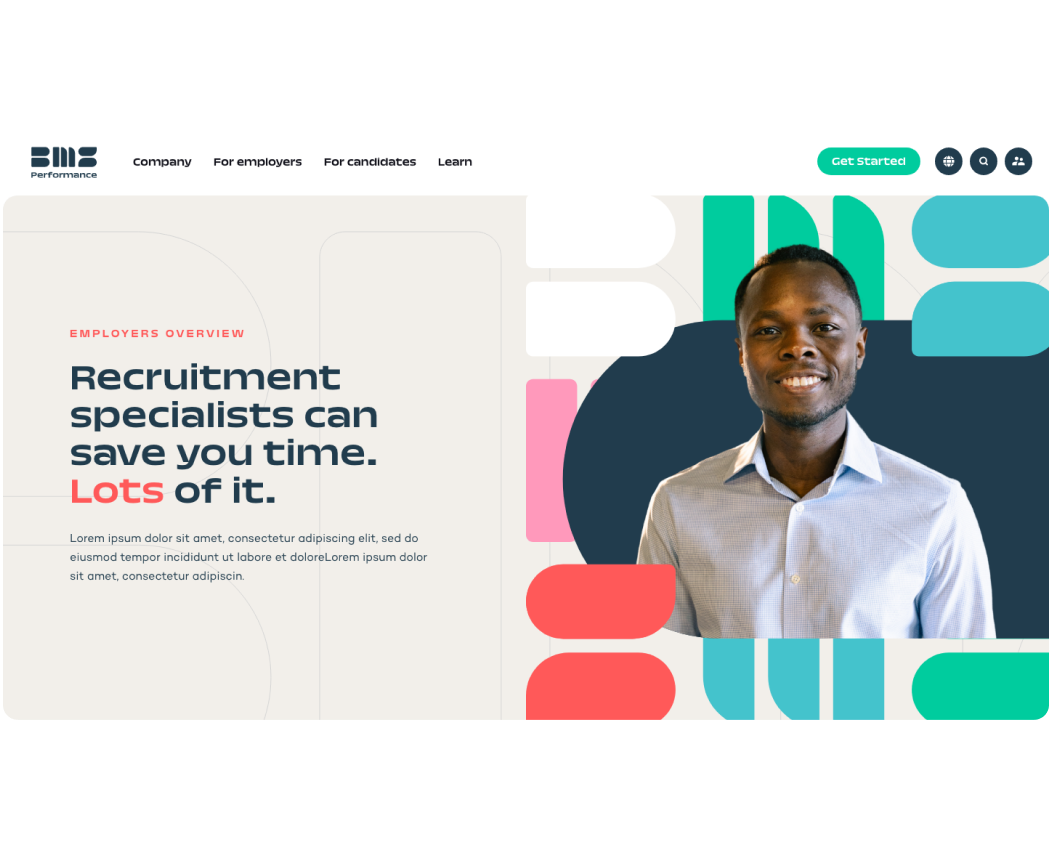 BMS
Performance
Company For employers For candidates Learn Get Started
EMPLOYERS OVERVIEW
Recruitment
specialists can
save you time.
Lots of it.
Lorem ipsum dolor sit amet, consectetur adipiscing elit, sed do
eiusmod tempor incididunt ut labore et doloreLorem ipsum dolor
sit amet, consectetur adipiscin.